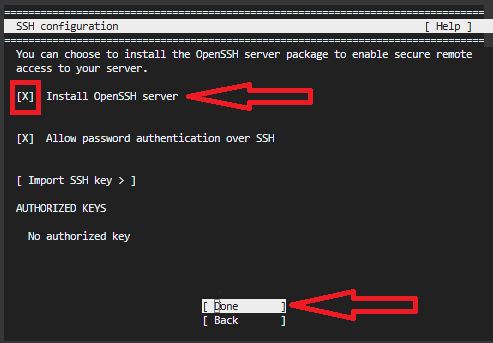 SSH configuration [ Help ]
You can choose to install the OpenSSH server package to enable secure remote
access to your server.
[X] Install OpenSSH server
[X] Allow password authentication over SSH
[ Import SSH key > ]
AUTHORIZED KEYS
No authorized key
[ Done ]
[ Back ]